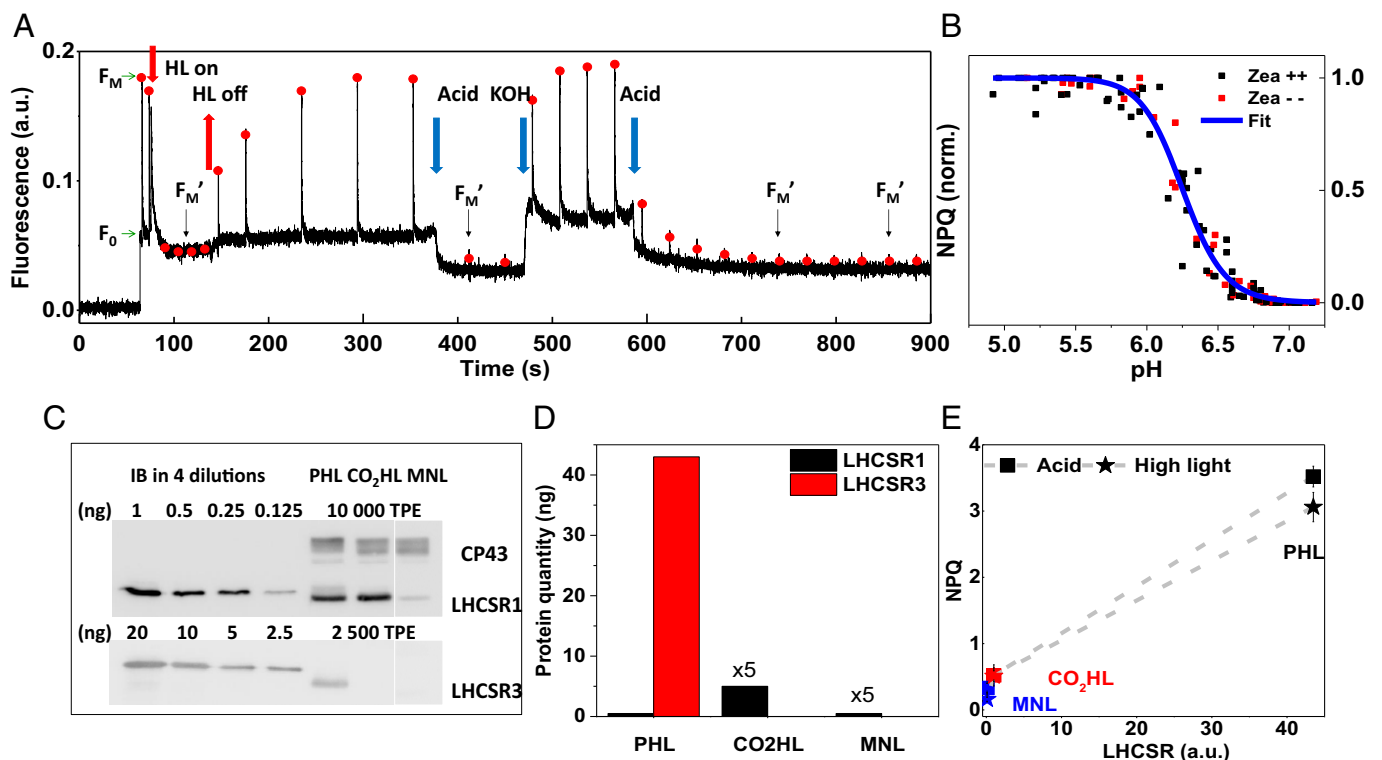 A
0.2
0.1
0.0
Fluorescence (a.u.)
F_M
F_0
HL on
HL off
Acid
KOH
Acid
F_M’
F_M’
F_M’
0 100 200 300 400 500 600 700 800 900
Time (s)
B
Zea ++
Zea - -
Fit
1.0
0.5
0.0
NPQ (norm.)
5.0 5.5 6.0 6.5 7.0
pH
C
IB in 4 dilutions PHL CO₂HL MNL
(ng) 1 0.5 0.25 0.125 10 000 TPE
CP43
LHCSR1
(ng) 20 10 5 2.5 2 500 TPE
LHCSR3
D
LHCSR1
LHCSR3
40
30
20
10
0
Protein quantity (ng)
x5
x5
PHL CO2HL MNL
E
Acid High light
4
3
2
1
0
NPQ
PHL
CO₂HL
MNL
0 10 20 30 40
LHCSR (a.u.)